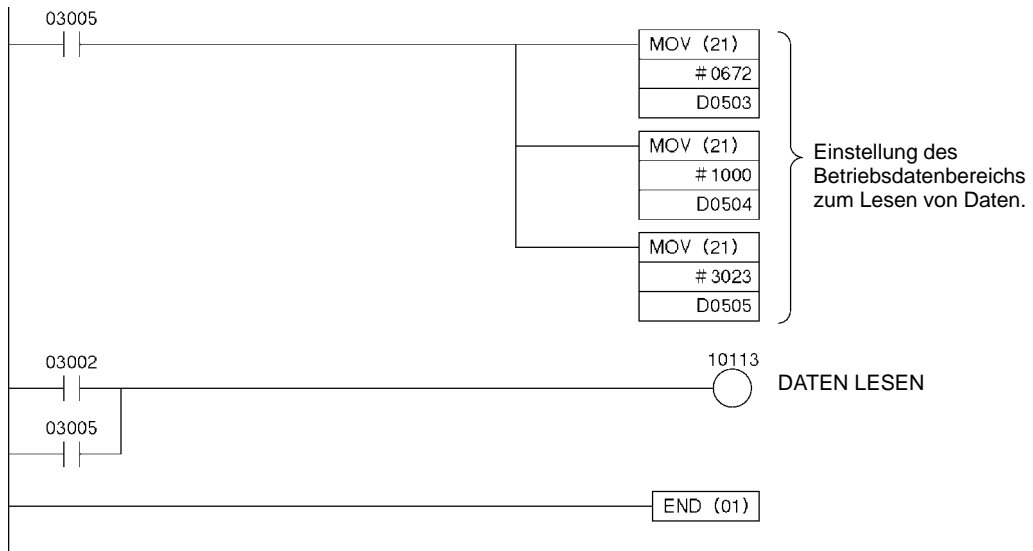 03005
MOV (21)
#0672
D0503
MOV (21)
#1000
D0504
MOV (21)
#3023
D0505
Einstellung des
Betriebsdatenbereichs
zum Lesen von Daten.
03002
10113
DATEN LESEN
03005
END (01)